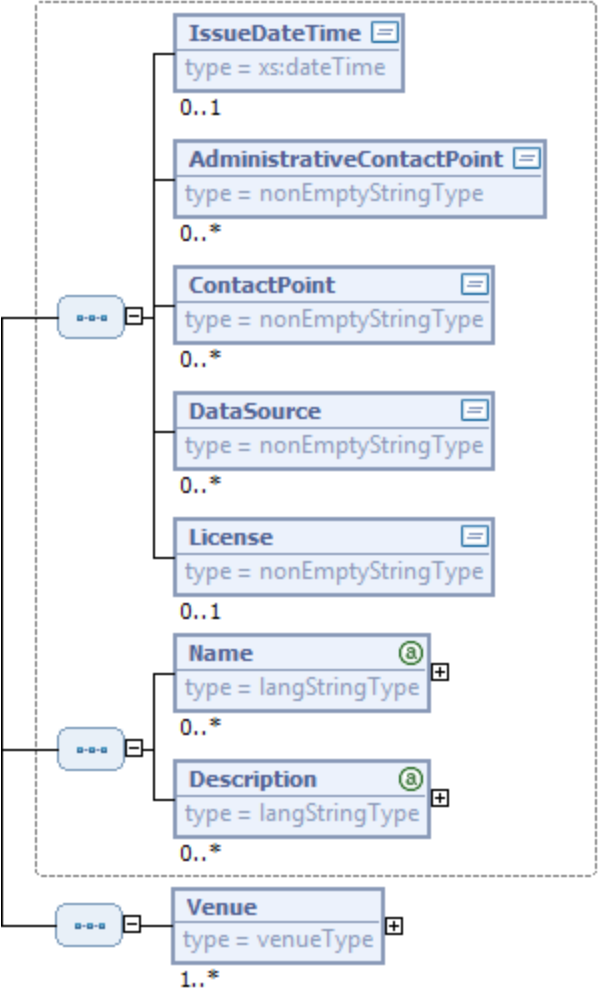 IssueDateTime
type = xs:dateTime
0..1
AdministrativeContactPoint
type = nonEmptyStringType
0..*
ContactPoint
type = nonEmptyStringType
0..*
DataSource
type = nonEmptyStringType
0..*
License
type = nonEmptyStringType
0..1
Name a
type = langStringType
0..*
Description a
type = langStringType
0..*
Venue
type = venueType
1..*